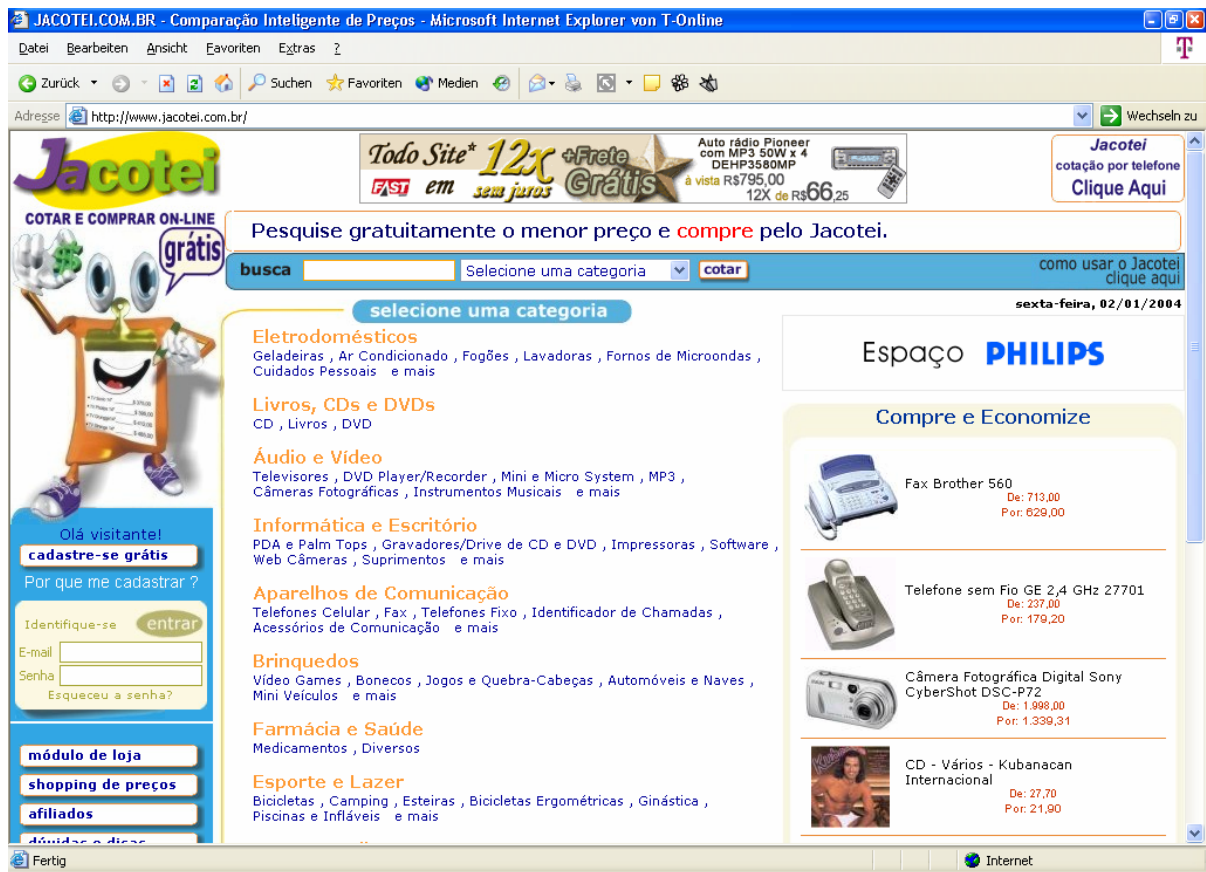 JACOTEI.COM.BR - Comparação Inteligente de Preços - Microsoft Internet Explorer von T-Online
Datei Bearbeiten Ansicht Favoriten Extras ?
Zurück Suchen Favoriten Medien
Adresse http://www.jacotei.com.br/ Wechseln zu
Jacotei
COTAR E COMPRAR ON-LINE
grátis
Todo Site* 12x +Frete Grátis
FAST em sem juros
Auto rádio Pioneer
com MP3 50W x 4
DEHP3580MP
à vista R$795,00
12X de R$66,25
Jacotei
cotação por telefone
Clique Aqui
Pesquise gratuitamente o menor preço e compre pelo Jacotei.
busca Selecione uma categoria cotar
como usar o Jacotei
clique aqui
sexta-feira, 02/01/2004
Olá visitante!
cadastre-se grátis
Por que me cadastrar ?
Identifique-se entrar
E-mail
Senha
Esqueceu a senha?
módulo de loja
shopping de preços
afiliados
dúvidas e dicas
selecione uma categoria
Eletrodomésticos
Geladeiras , Ar Condicionado , Fogões , Lavadoras , Fornos de Microondas ,
Cuidados Pessoais e mais
Livros, CDs e DVDs
CD , Livros , DVD
Áudio e Vídeo
Televisores , DVD Player/Recorder , Mini e Micro System , MP3 ,
Câmeras Fotográficas , Instrumentos Musicais e mais
Informática e Escritório
PDA e Palm Tops , Gravadores/Drive de CD e DVD , Impressoras , Software ,
Web Câmeras , Suprimentos e mais
Aparelhos de Comunicação
Telefones Celular , Fax , Telefones Fixo , Identificador de Chamadas ,
Acessórios de Comunicação e mais
Brinquedos
Vídeo Games , Bonecos , Jogos e Quebra-Cabeças , Automóveis e Naves ,
Mini Veículos e mais
Farmácia e Saúde
Medicamentos , Diversos
Esporte e Lazer
Bicicletas , Camping , Esteiras , Bicicletas Ergométricas , Ginástica ,
Piscinas e Infláveis e mais
Espaço PHILIPS
Compre e Economize
Fax Brother 560
De: 713,00
Por: 629,00
Telefone sem Fio GE 2,4 GHz 27701
De: 237,00
Por: 179,20
Câmera Fotográfica Digital Sony
CyberShot DSC-P72
De: 1.998,00
Por: 1.339,31
CD - Vários - Kubanacan
Internacional
De: 27,70
Por: 21,90
Fertig Internet